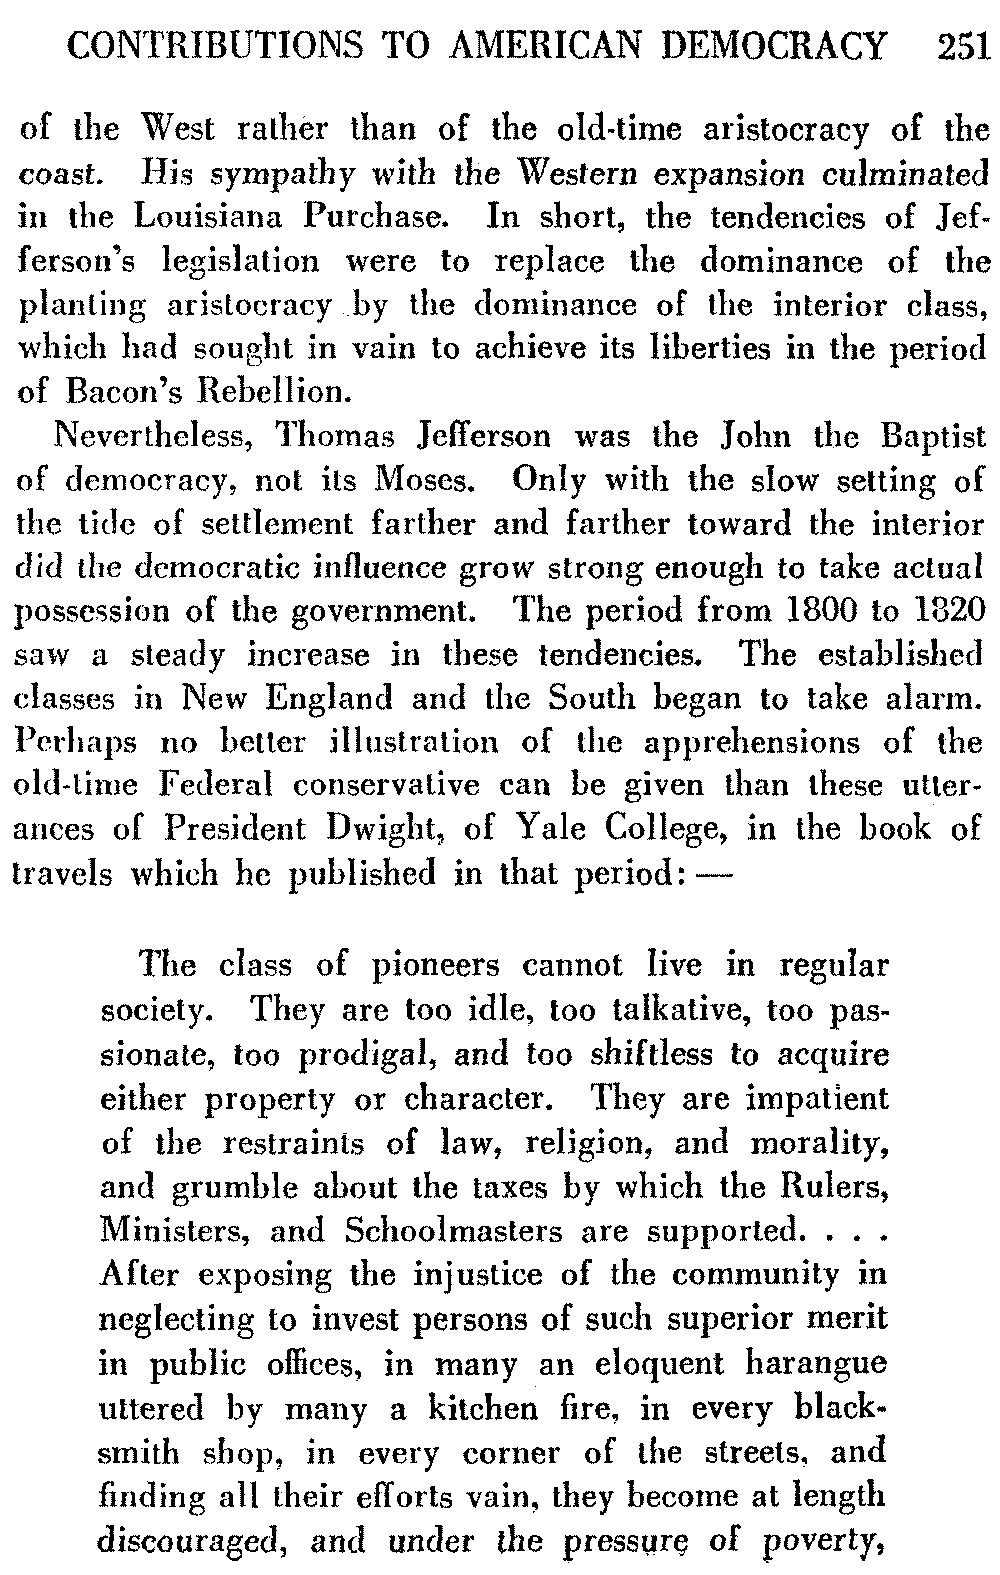 CONTRIBUTIONS TO AMERICAN DEMOCRACY 251
of the West rather than of the old-time aristocracy of the
coast. His sympathy with the Western expansion culminated
in the Louisiana Purchase. In short, the tendencies of Jef-
ferson's legislation were to replace the dominance of the
planting aristocracy by the dominance of the interior class,
which had sought in vain to achieve its liberties in the period
of Bacon's Rebellion.
Nevertheless, Thomas Jefferson was the John the Baptist
of democracy, not its Moses. Only with the slow setting of
the tide of settlement farther and farther toward the interior
did the democratic influence grow strong enough to take actual
possession of the government. The period from 1800 to 1820
saw a steady increase in these tendencies. The established
classes in New England and the South began to take alarm.
Perhaps no better illustration of the apprehensions of the
old-time Federal conservative can be given than these utter-
ances of President Dwight, of Yale College, in the book of
travels which he published in that period: —
The class of pioneers cannot live in regular
society. They are too idle, too talkative, too pas-
sionate, too prodigal, and too shiftless to acquire
either property or character. They are impatient
of the restraints of law, religion, and morality,
and grumble about the taxes by which the Rulers,
Ministers, and Schoolmasters are supported. . . .
After exposing the injustice of the community in
neglecting to invest persons of such superior merit
in public offices, in many an eloquent harangue
uttered by many a kitchen fire, in every black-
smith shop, in every corner of the streets, and
finding all their efforts vain, they become at length
discouraged, and under the pressure of poverty,